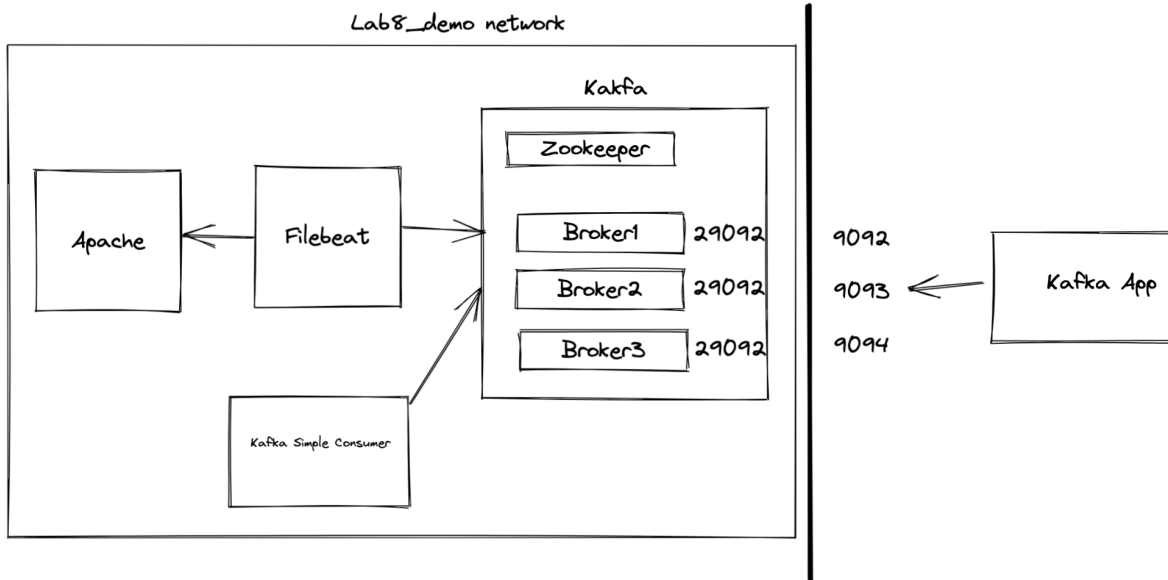 Lab8_demo network
Kakfa
Zookeeper
Apache
Filebeat
Broker1 29092
Broker2 29092
Broker3 29092
Kafka Simple Consumer
9092
9093
9094
Kafka App